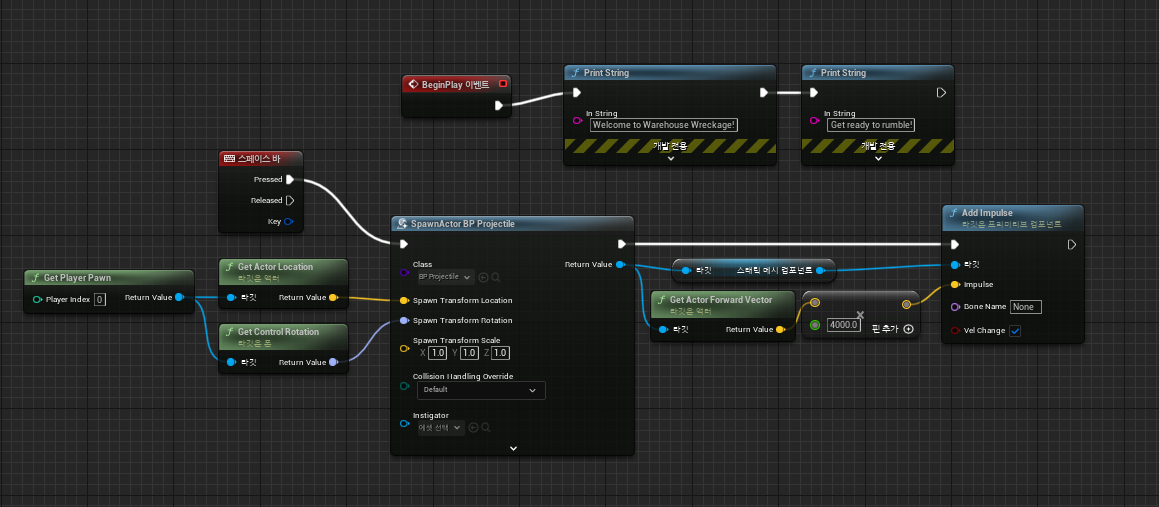 BeginPlay 이벤트
Print String
In String
Welcome to Warehouse Wreckage!
개발 전용
Print String
In String
Get ready to rumble!
개발 전용
스페이스 바
Pressed
Released
Key
Get Player Pawn
Player Index 0
Return Value
Get Actor Location
타깃은 액터
타깃
Return Value
Get Control Rotation
타깃은 폰
타깃
Return Value
SpawnActor BP Projectile
Class
BP Projectile
Return Value
Spawn Transform Location
Spawn Transform Rotation
Spawn Transform Scale
X 1.0 Y 1.0 Z 1.0
Collision Handling Override
Default
Instigator
에셋 선택
타깃 스태틱 메시 컴포넌트
Get Actor Forward Vector
타깃은 액터
타깃
Return Value
4000.0
핀 추가
Add Impulse
타깃은 프리미티브 컴포넌트
타깃
Impulse
Bone Name None
Vel Change